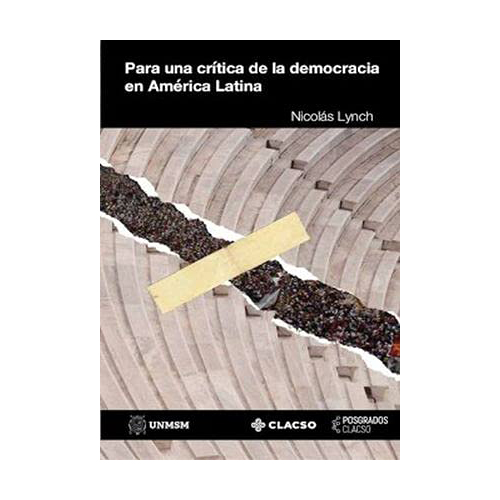 Para una crítica de la democracia
en América Latina
Nicolás Lynch
UNMSM
CLACSO
POSGRADOS
CLACSO